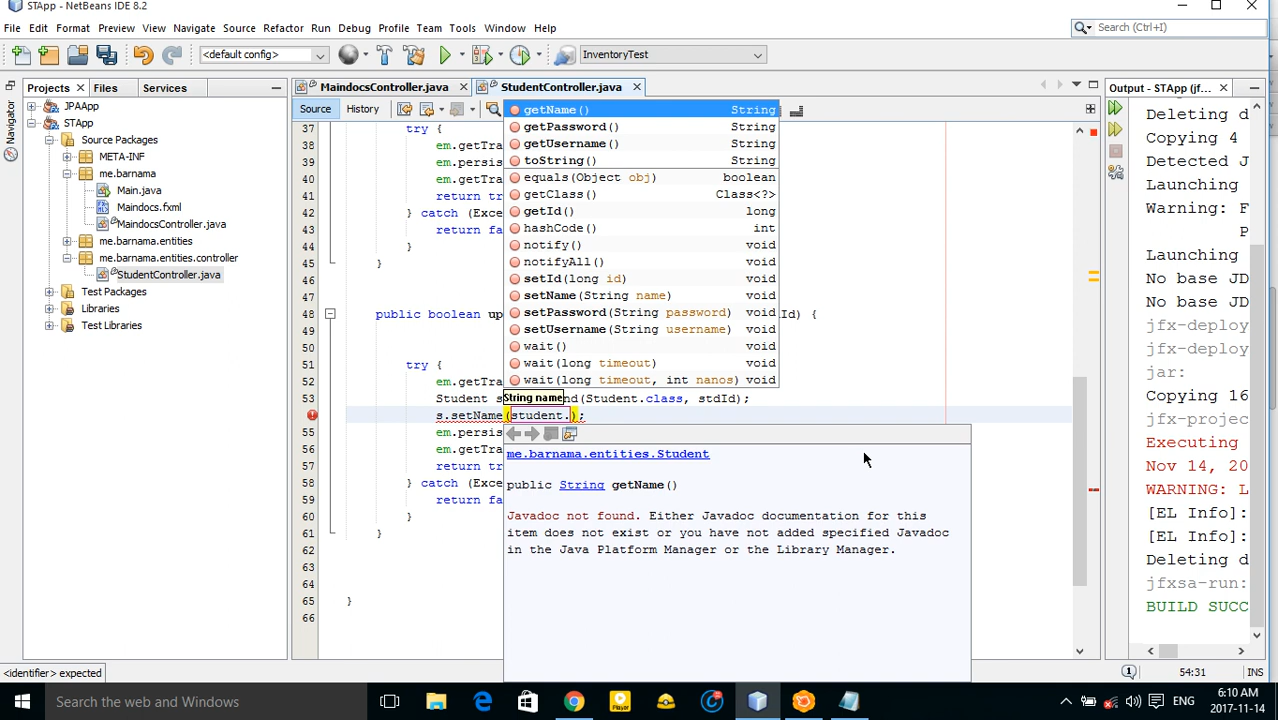 STApp - NetBeans IDE 8.2
File Edit Format Preview View Navigate Source Refactor Run Debug Profile Team Tools Window Help
Search (Ctrl+I)
<default config>
InventoryTest
Projects
Files
Services
MaindocsController.java
StudentController.java
Output - STApp (jf...
Navigator
JPAApp
STApp
Source Packages
META-INF
me.barnama
Main.java
Maindocs.fxml
MaindocsController.java
me.barnama.entities
me.barnama.entities.controller
StudentController.java
Test Packages
Libraries
Test Libraries
Source
History
37 try {
38 em.getTra
39 em.persis
40 em.getTra
41 return tr
42 } catch (Exce
43 return fa
44 }
45 }
46
47
48 public boolean up Id) {
49
50
51 try {
52 em.getTra
53 Student s nd(Student.class, stdId);
s.setName(student.);
55 em.persis
56 em.getTra
57 return tr
58 } catch (Exce
59 return fa
60 }
61 }
62
63
64
65 }
66
getName() String
getPassword() String
getUsername() String
toString() String
equals(Object obj) boolean
getClass() Class<?>
getId() long
hashCode() int
notify() void
notifyAll() void
setId(long id) void
setName(String name) void
setPassword(String password) void
setUsername(String username) void
wait() void
wait(long timeout) void
wait(long timeout, int nanos) void
String name
me.barnama.entities.Student
public String getName()
Javadoc not found. Either Javadoc documentation for this
item does not exist or you have not added specified Javadoc
in the Java Platform Manager or the Library Manager.
Deleting d
Copying 4
Detected J
Launching
Warning: F
P
Launching
No base JD
No base JD
jfx-deploy
jfx-deploy
jar:
Copying 16
jfx-project
Executing
Nov 14, 20
WARNING: L
[EL Info]:
[EL Info]:
Deleting d
jfxsa-run:
BUILD SUCC
<identifier> expected
1
54:31
INS
Search the web and Windows
Player
ENG
6:10 AM
2017-11-14